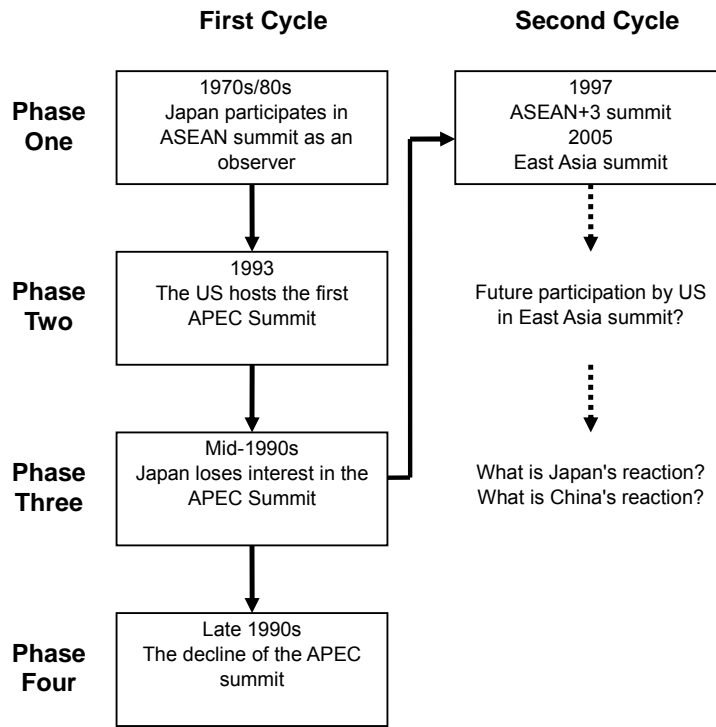 First Cycle
Second Cycle
Phase
One
1970s/80s
Japan participates in
ASEAN summit as an
observer
1997
ASEAN+3 summit
2005
East Asia summit
Phase
Two
1993
The US hosts the first
APEC Summit
Future participation by US
in East Asia summit?
Phase
Three
Mid-1990s
Japan loses interest in the
APEC Summit
What is Japan's reaction?
What is China's reaction?
Phase
Four
Late 1990s
The decline of the APEC
summit